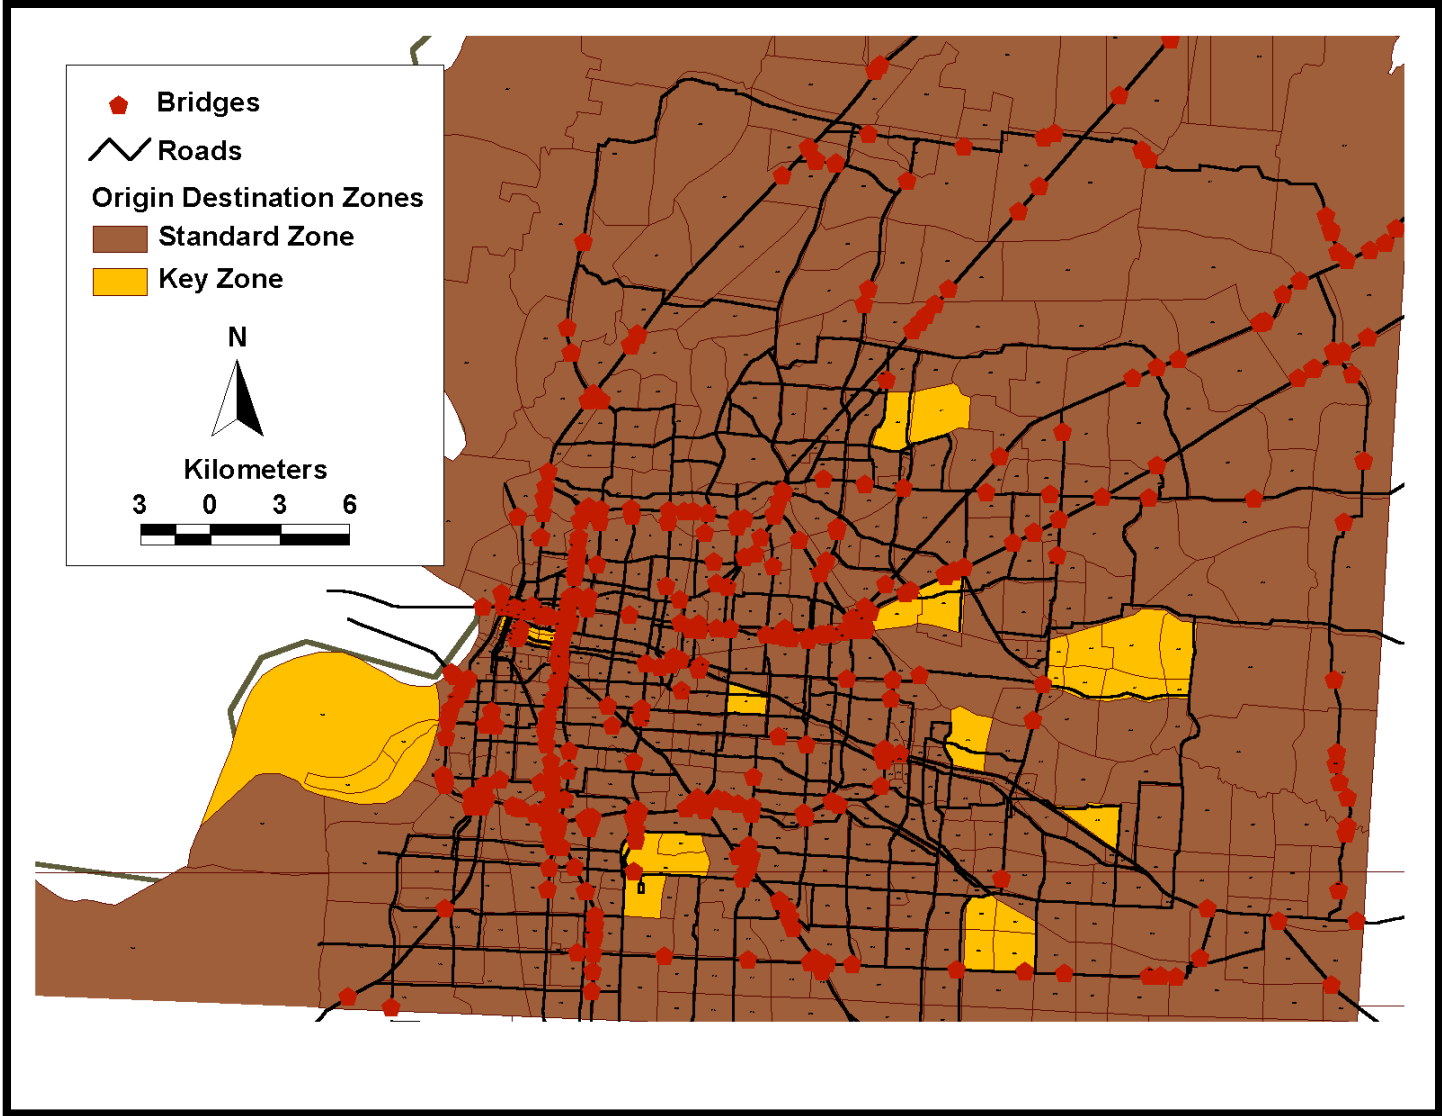 Bridges
Roads
Origin Destination Zones
Standard Zone
Key Zone
N
Kilometers
3 0 3 6